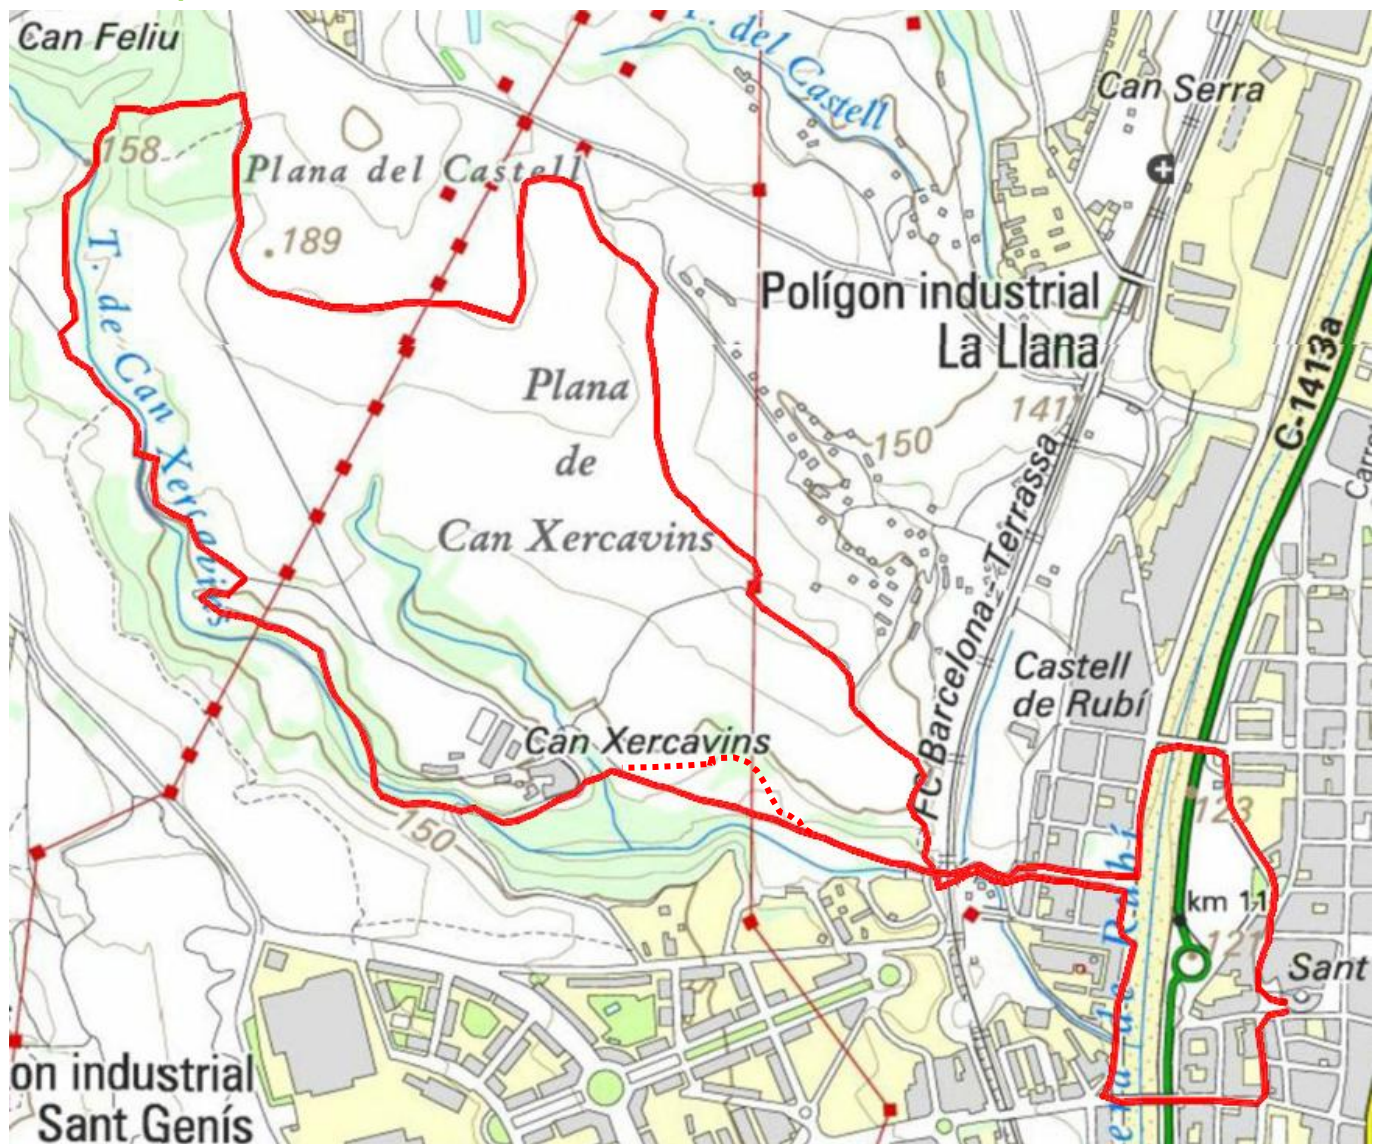 Can Feliu
T. del Castell
Can Serra
158
Plana del Castell
189
T. de Can Xercavins
Polígon industrial
La Llana
C-1413a
Plana
de
Can Xercavins
141
150
FC Barcelona - Terrassa
Castell
de Rubí
Can Xercavins
123
150
km 11
121
Sant
on industrial
Sant Genís